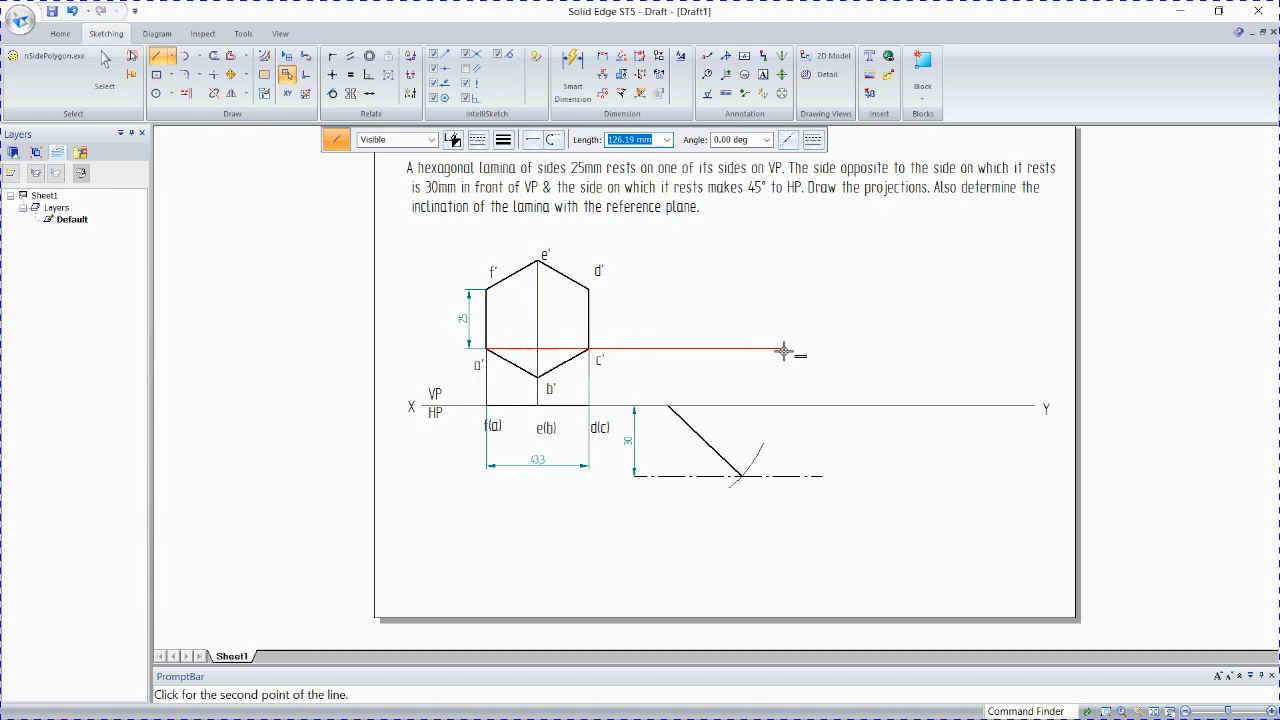 Solid Edge ST5 - Draft - [Draft1]
Home Sketching Diagram Inspect Tools View
nSidePolygon.exe
Select
Smart
Dimension
2D Model
Detail
Block
Select Draw Relate IntelliSketch Dimension Annotation Drawing Views Insert Blocks
Layers
Visible Length: 126.19 mm Angle: 0.00 deg
Sheet1
Layers
Default
A hexagonal lamina of sides 25mm rests on one of its sides on VP. The side opposite to the side on which it rests
is 30mm in front of VP & the side on which it rests makes 45° to HP. Draw the projections. Also determine the
inclination of the lamina with the reference plane.
e'
f' d'
25
a' c'
b'
VP
X Y
HP
f(a) e(b) d(c)
30
43,3
Sheet1
PromptBar
Click for the second point of the line.
Command Finder